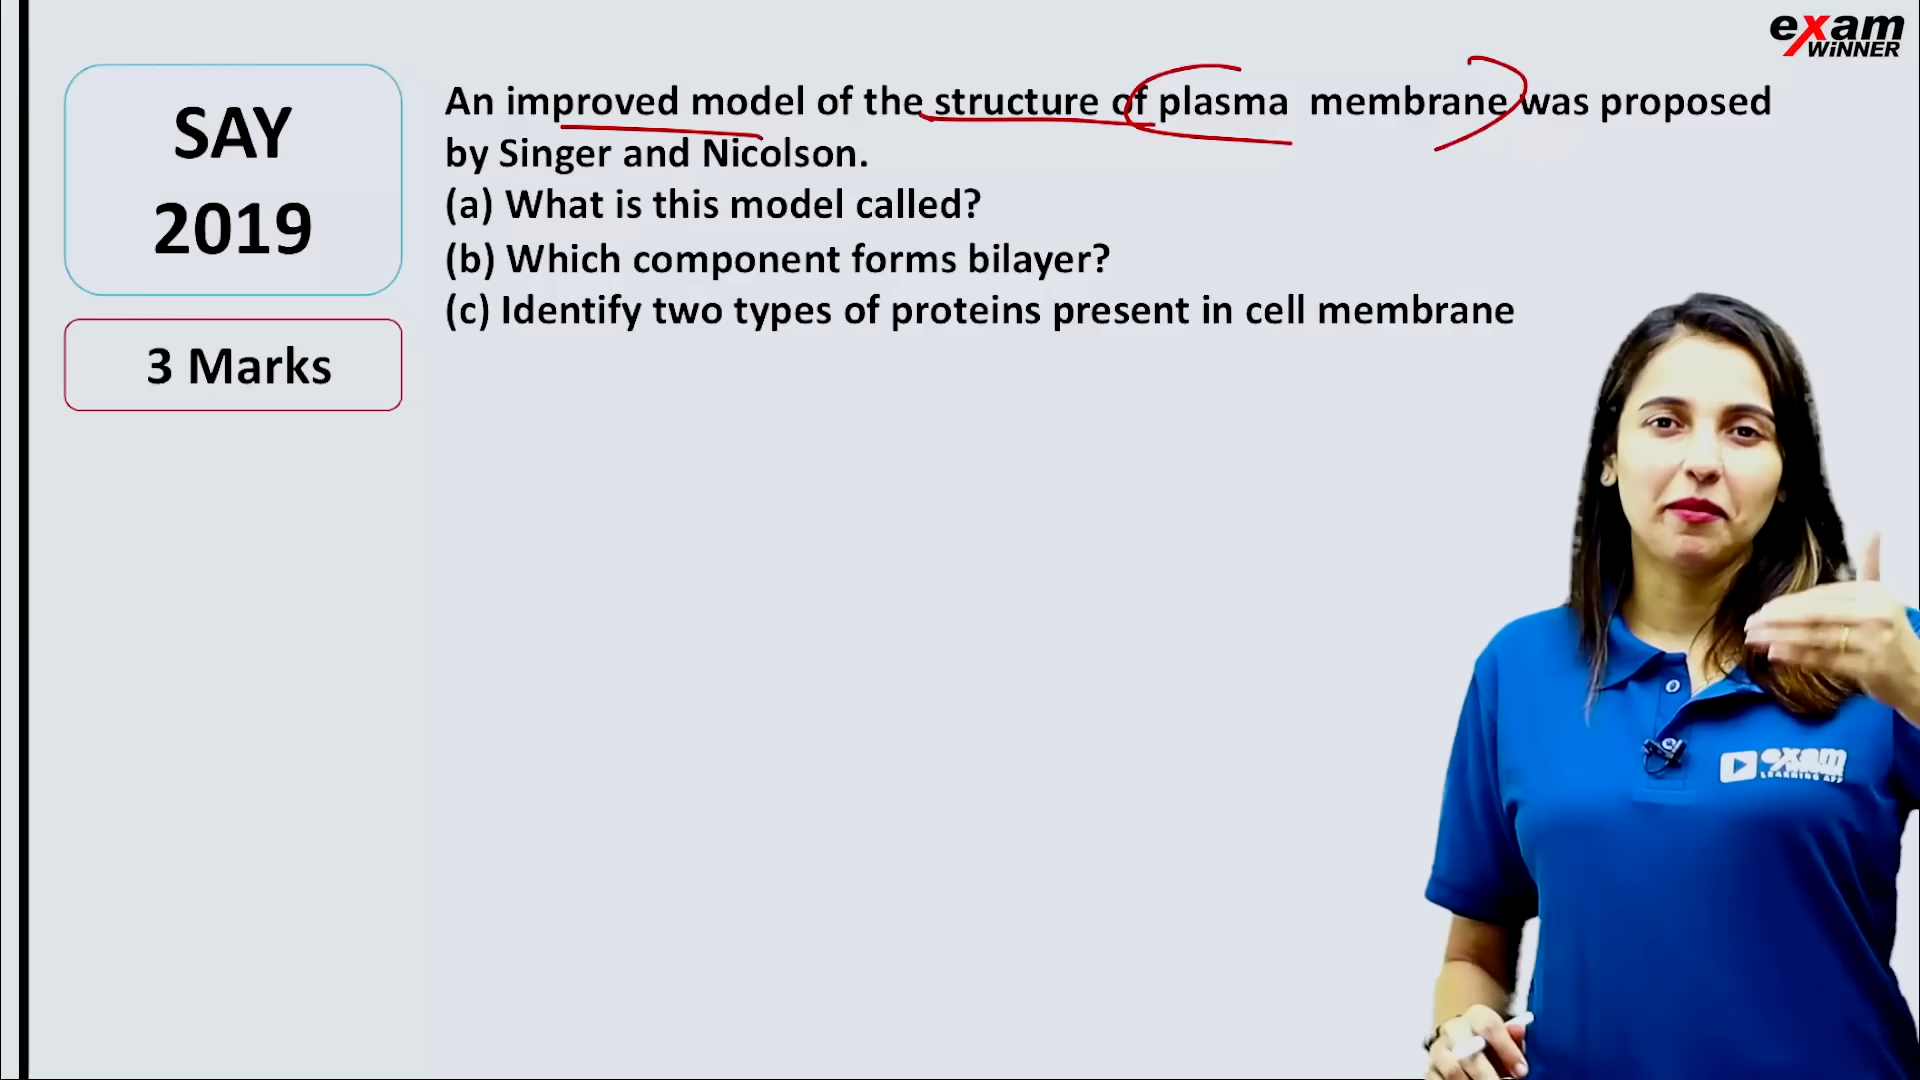 exam
WiNNER
SAY
2019
3 Marks
An improved model of the structure of plasma membrane was proposed
by Singer and Nicolson.
(a) What is this model called?
(b) Which component forms bilayer?
(c) Identify two types of proteins present in cell membrane
exam
LEARNING APP